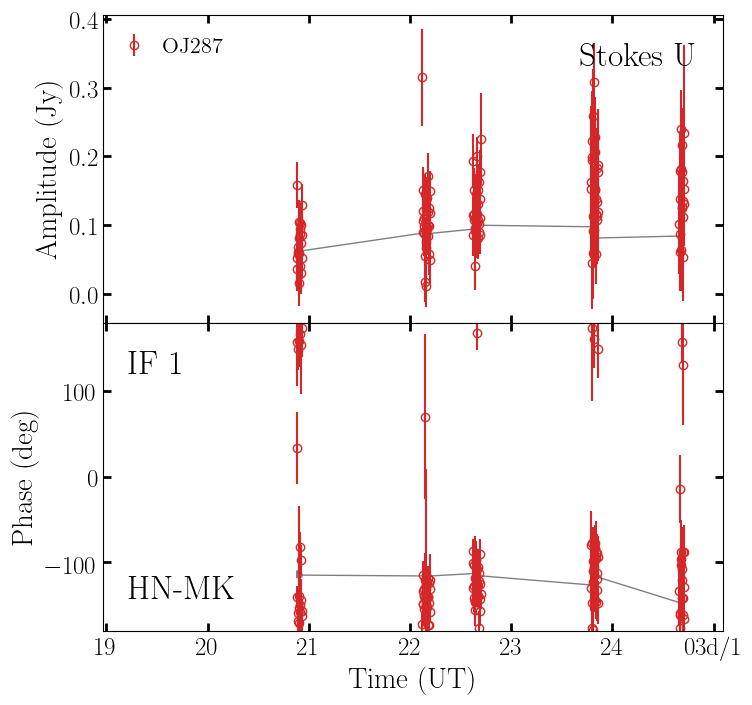 OJ287
Stokes U
0.4
0.3
0.2
0.1
0.0
Amplitude (Jy)
IF 1
100
0
−100
Phase (deg)
HN-MK
19 20 21 22 23 24 03d/1
Time (UT)